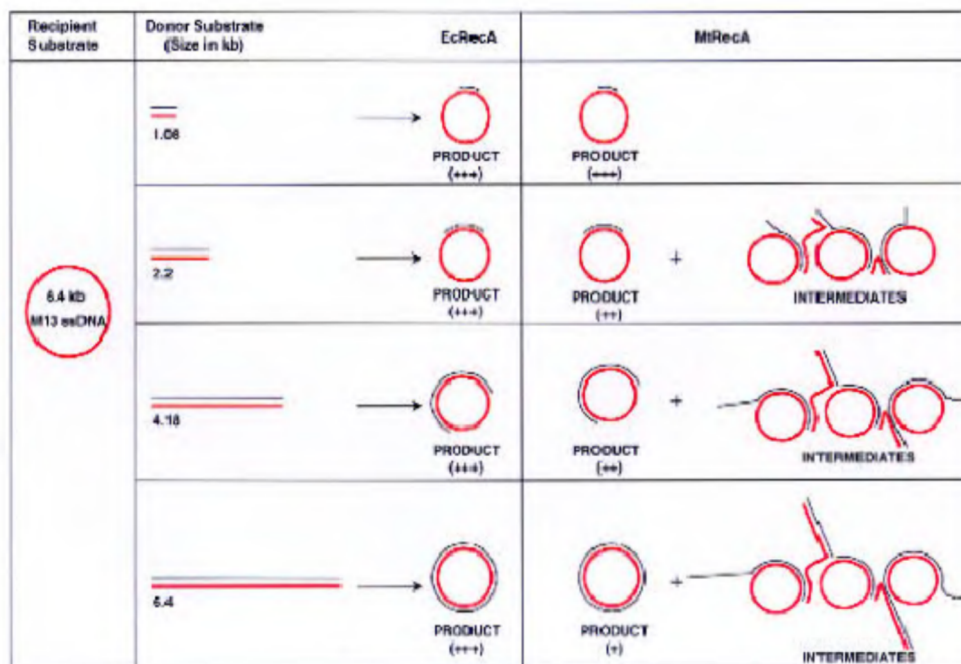 Recipient Substrate
Donor Substrate (Size in kb)
EcRecA
MtRecA
6.4 kb
M13 ssDNA
1.06
PRODUCT
(+++)
PRODUCT
(+++)
2.2
PRODUCT
(+++)
PRODUCT
(++)
+
INTERMEDIATES
4.18
PRODUCT
(+++)
PRODUCT
(++)
+
INTERMEDIATES
6.4
PRODUCT
(+++)
PRODUCT
(+)
+
INTERMEDIATES